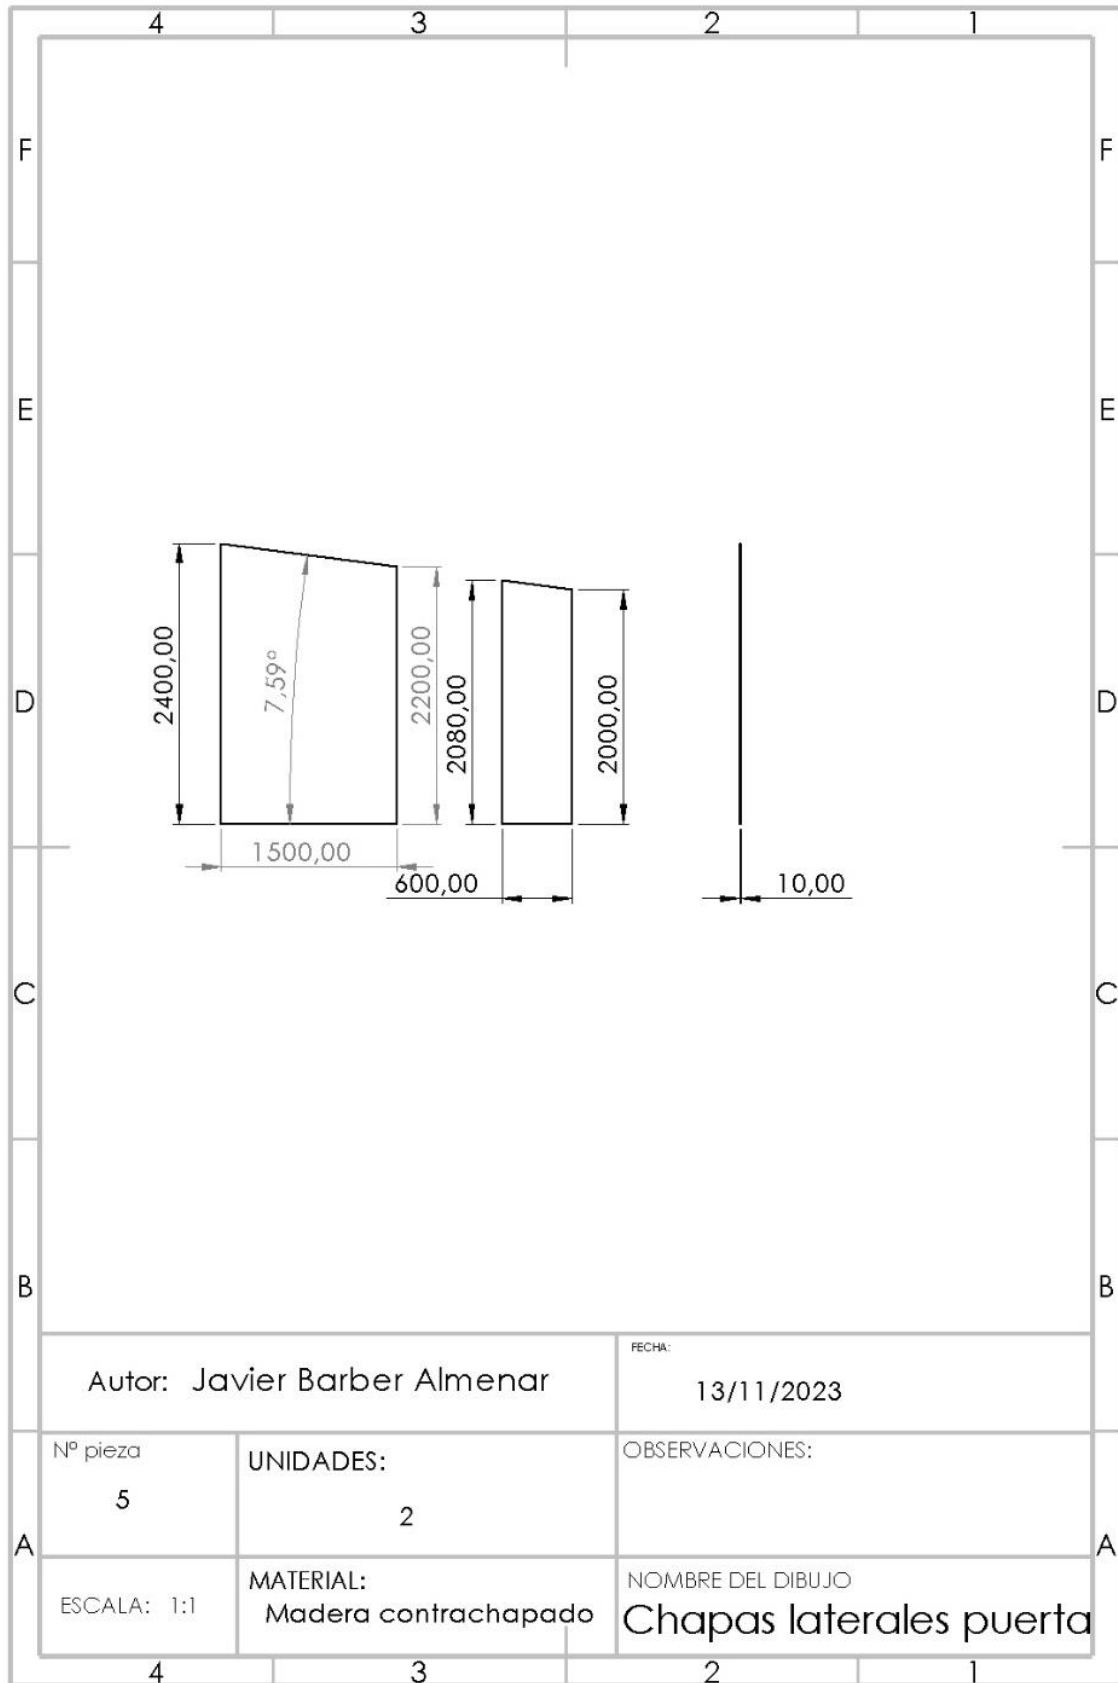 4 3 2 1
F F
E E
D D
C C
B B
A A
2400,00
7,59°
2200,00
1500,00
2080,00
2000,00
600,00
10,00
Autor: Javier Barber Almenar
FECHA:
13/11/2023
Nº pieza
5
UNIDADES:
2
OBSERVACIONES:
ESCALA: 1:1
MATERIAL:
Madera contrachapado
NOMBRE DEL DIBUJO
Chapas laterales puerta
4 3 2 1